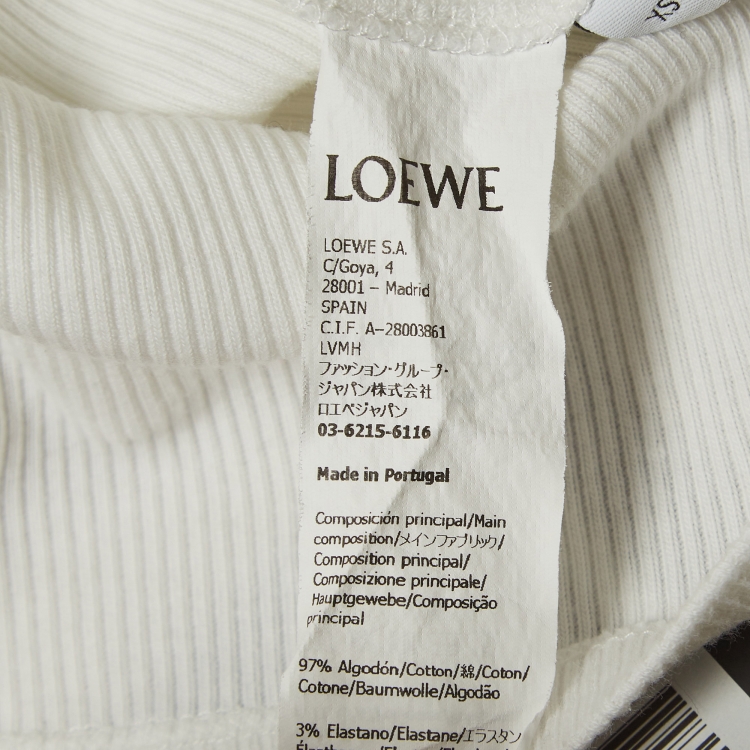 XS
LOEWE
LOEWE S.A.
C/Goya, 4
28001 – Madrid
SPAIN
C.I.F. A-28003861
LVMH
ファッション・グループ・
ジャパン株式会社
ロエベジャパン
03-6215-6116
Made in Portugal
Composición principal/Main
composition/メインファブリック/
Composition principal/
Composizione principale/
Hauptgewebe/Composição
principal
97% Algodón/Cotton/綿/Coton/
Cotone/Baumwolle/Algodão
3% Elastano/Elastane/エラスタン